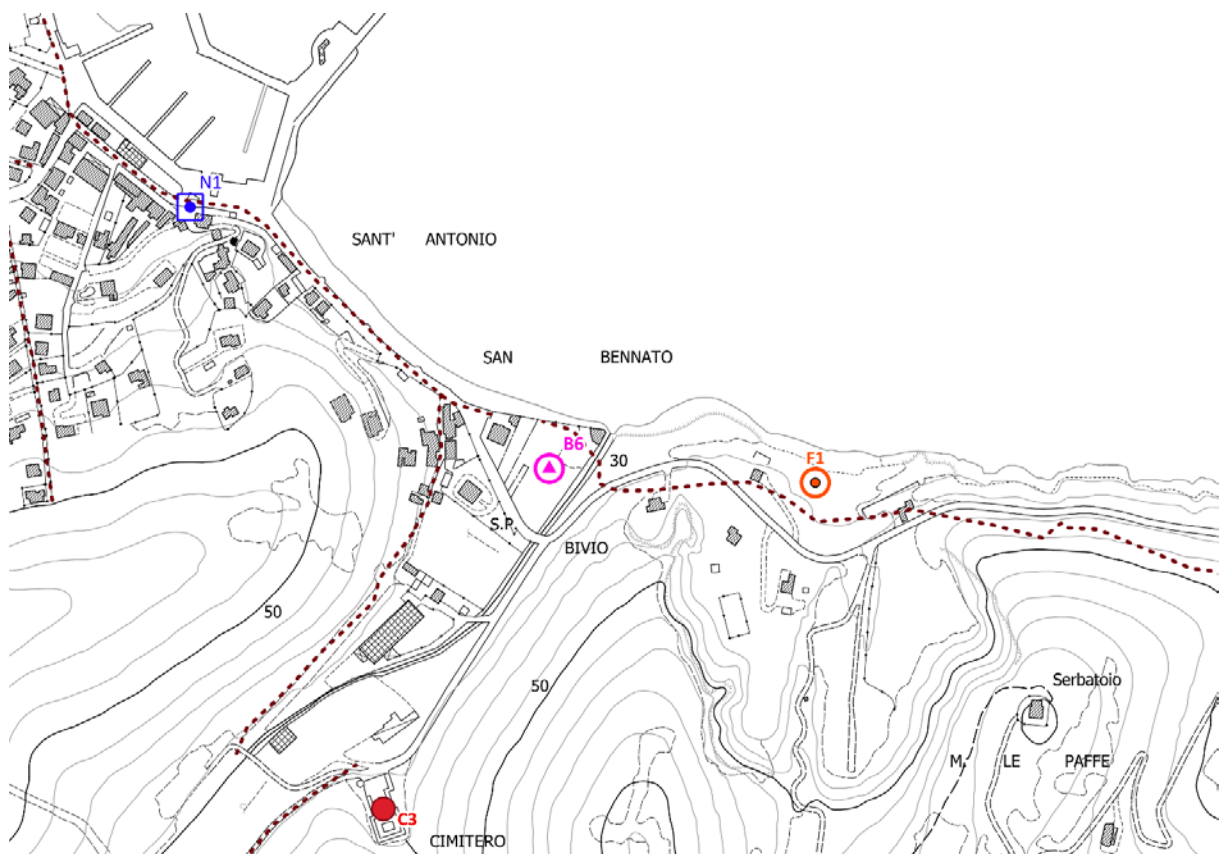 N1
SANT' ANTONIO
SAN BENNATO
B6
30
F1
S.P.
BIVIO
50
50
Serbatoio
M. LE PAFFE
C3
CIMITERO